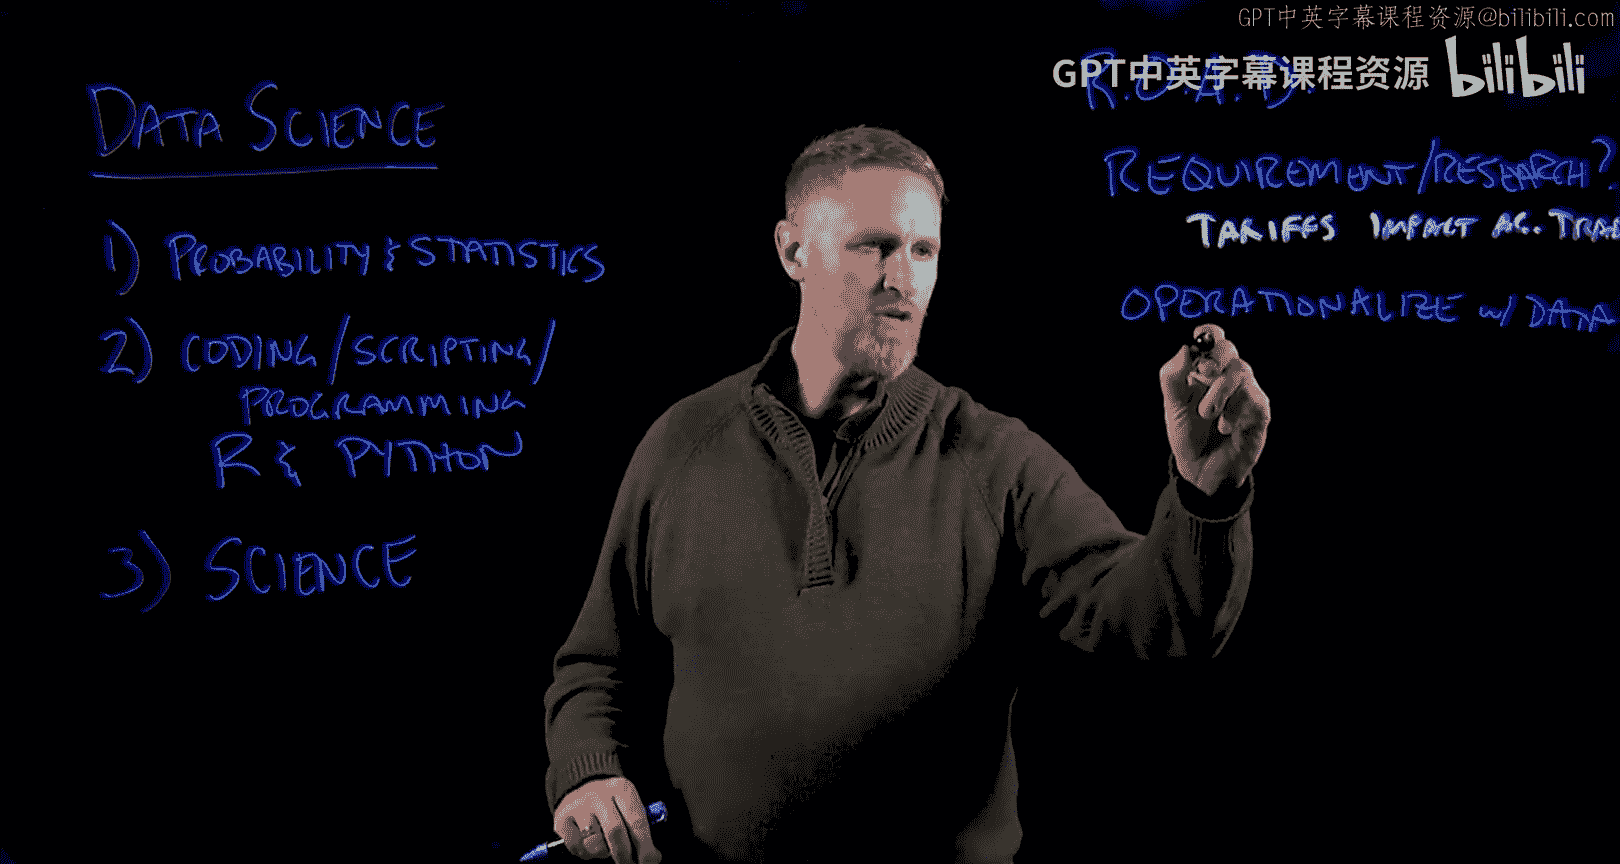 GPT中英字幕课程资源@bilibili.com
GPT中英字幕课程资源 bilibili
DATA SCIENCE
1) PROBABILITY & STATISTICS
2) CODING/SCRIPTING/
PROGRAMMING
R & PYTHON
3) SCIENCE
R.O.A.D.
REQUIREMENT/RESEARCH?
TARIFFS IMPACT AG. TRAD
OPERATIONALIZE w/ DATA